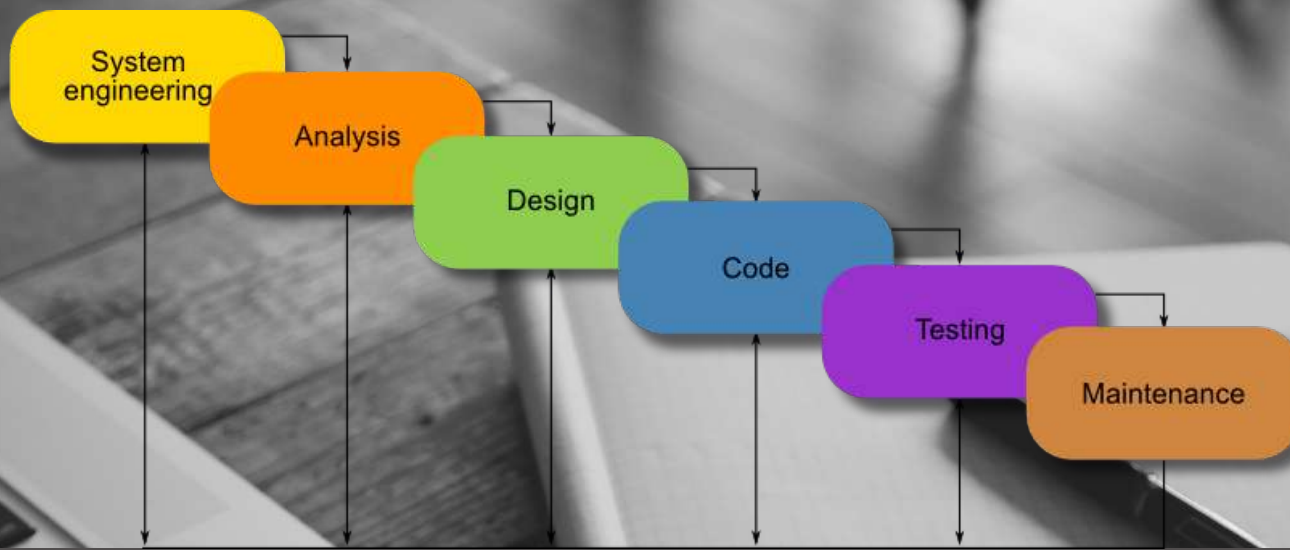 System
engineering
Analysis
Design
Code
Testing
Maintenance